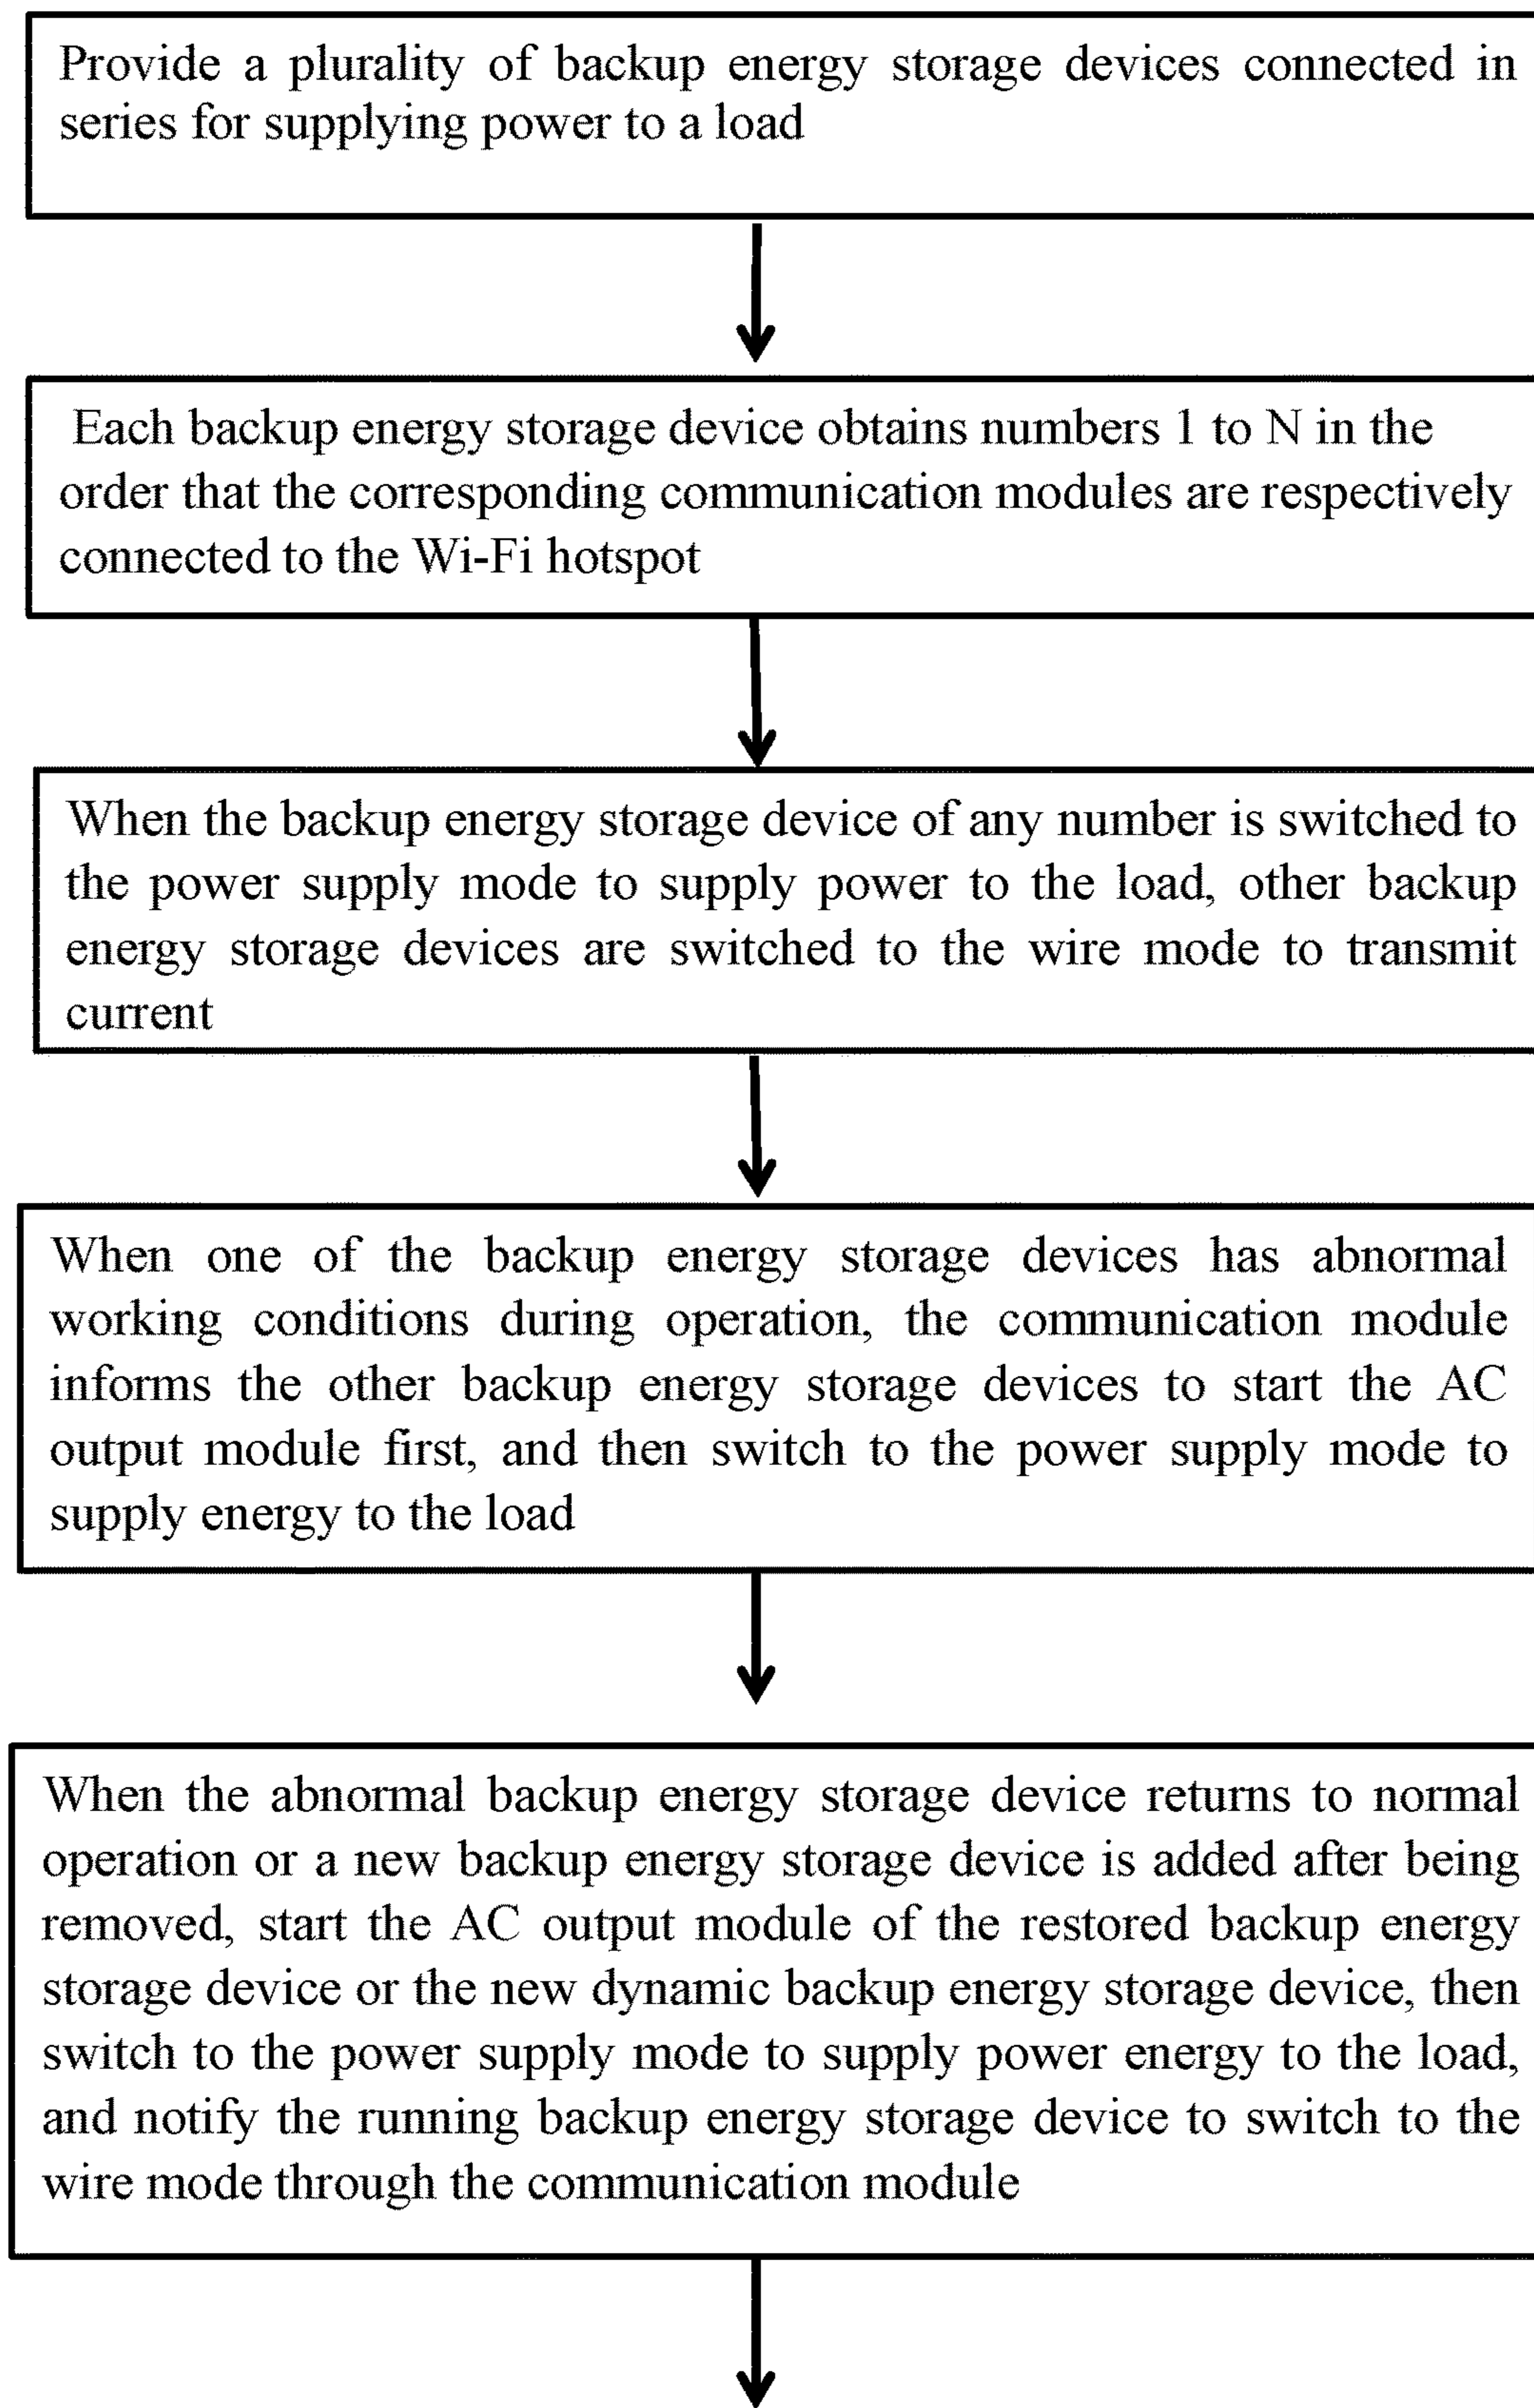 Provide a plurality of backup energy storage devices connected in
series for supplying power to a load
Each backup energy storage device obtains numbers 1 to N in the
order that the corresponding communication modules are respectively
connected to the Wi-Fi hotspot
When the backup energy storage device of any number is switched to
the power supply mode to supply power to the load, other backup
energy storage devices are switched to the wire mode to transmit
current
When one of the backup energy storage devices has abnormal
working conditions during operation, the communication module
informs the other backup energy storage devices to start the AC
output module first, and then switch to the power supply mode to
supply energy to the load
When the abnormal backup energy storage device returns to normal
operation or a new backup energy storage device is added after being
removed, start the AC output module of the restored backup energy
storage device or the new dynamic backup energy storage device, then
switch to the power supply mode to supply power energy to the load,
and notify the running backup energy storage device to switch to the
wire mode through the communication module